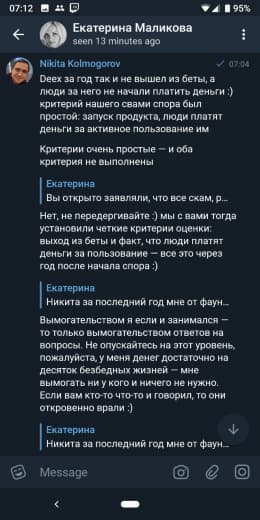 07:12
95%
Екатерина Маликова
seen 13 minutes ago
Nikita Kolmogorov
07:04
Deex за год так и не вышел из беты, а
люди за него не начали платить деньги :)
критерий нашего свами спора был
простой: запуск продукта, люди платят
деньги за активное пользование им
Критерии очень простые — и оба
критерия не выполнены
Екатерина
Вы открыто заявляли, что все скам, р...
Нет, не передергивайте :) мы с вами тогда
установили четкие критерии оценки:
выход из беты и факт, что люди платят
деньги за пользование — все это через
год после начала спора :)
Екатерина
Никита за последний год мне от фаун...
Вымогательством я если и занимался —
то только вымогательством ответов на
вопросы. Не опускайтесь на этот уровень,
пожалуйста, у меня денег достаточно на
десяток безбедных жизней — мне
вымогать ни у кого и ничего не нужно.
Если вам кто-то что-то и говорил, то они
откровенно врали :)
Екатерина
Никита за последний год мне от фаун...
Message